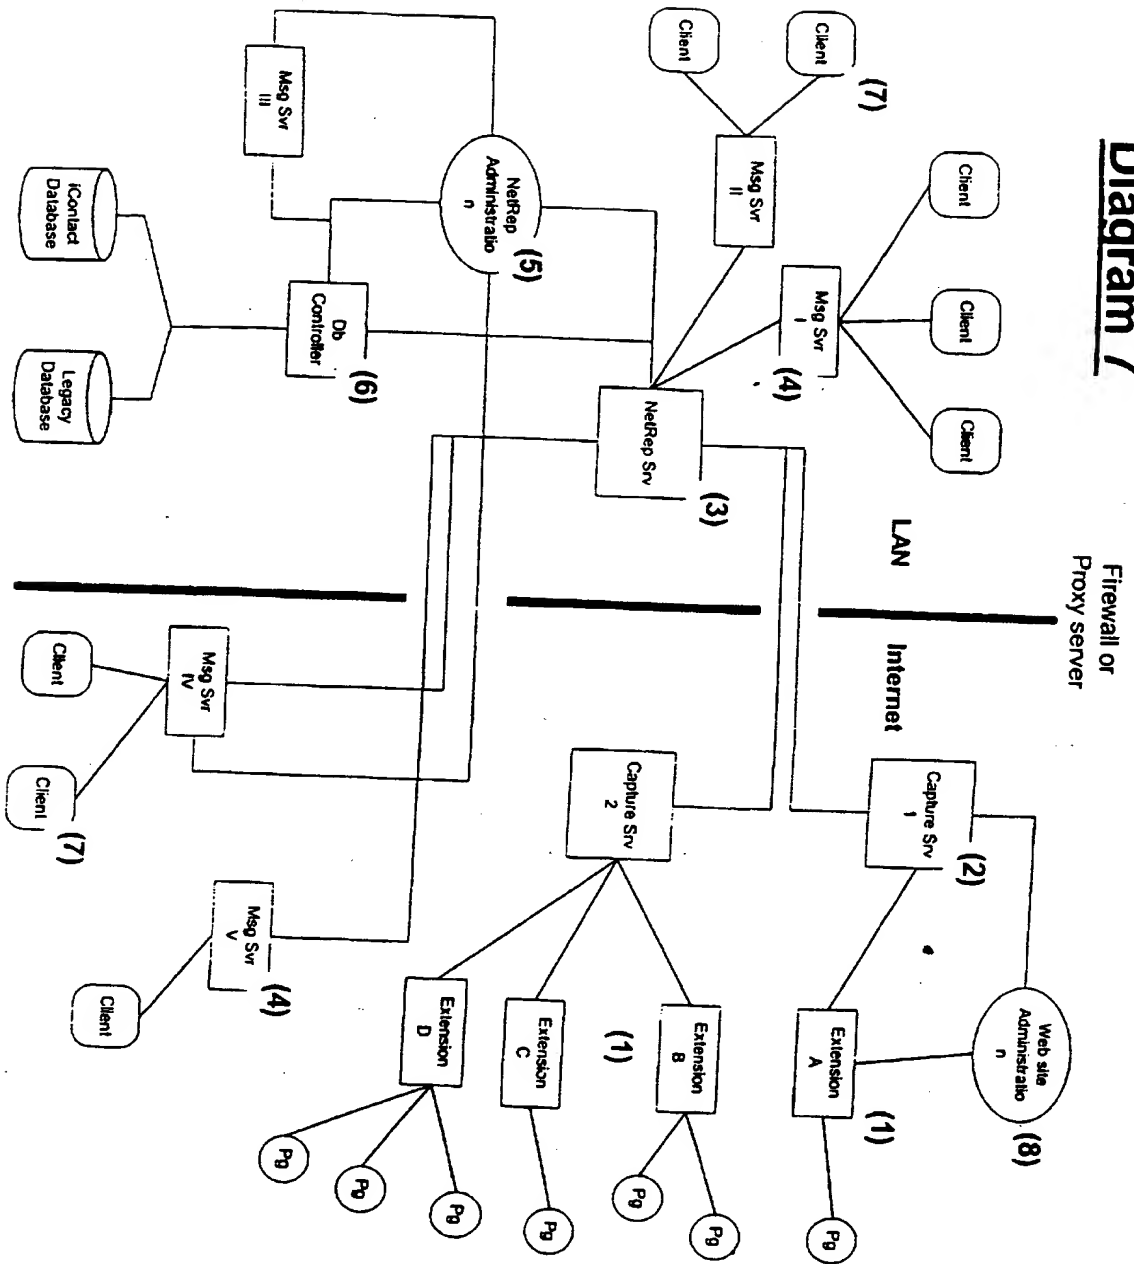 Diagram 7
Firewall or
Proxy server
LAN
Internet
Client
Client
Client
Msg Svr
I
(4)
Client
(7)
Client
Msg Svr
II
NetRep Srv
(3)
NetRep
Administratio
n
(5)
Msg Svr
III
Db
Controller
(6)
iContact
Database
Legacy
Database
Web site
Administratio
n
(8)
Capture Srv
1
(2)
Extension
A
(1)
Pg
Capture Srv
2
Extension
B
(1)
Pg
Pg
Extension
C
Pg
Extension
D
Pg
Pg
Pg
Msg Svr
IV
Client
Client
(7)
Msg Svr
V
(4)
Client